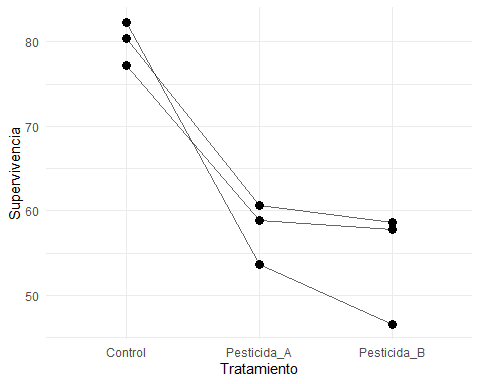 Supervivencia
80
70
60
50
Control Pesticida_A Pesticida_B
Tratamiento